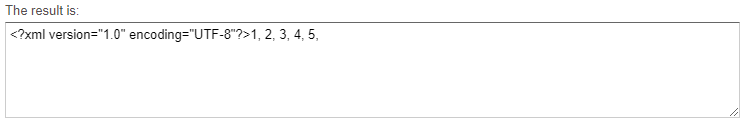 The result is:
<?xml version="1.0" encoding="UTF-8"?>1, 2, 3, 4, 5,